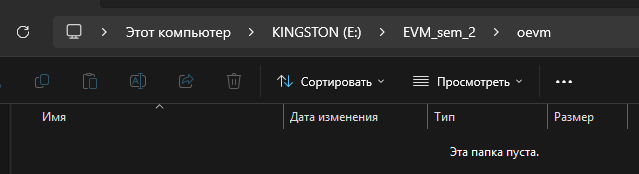 Этот компьютер > KINGSTON (E:) > EVM_sem_2 > oevm
Сортировать Просмотреть
Имя Дата изменения Тип Размер
Эта папка пуста.